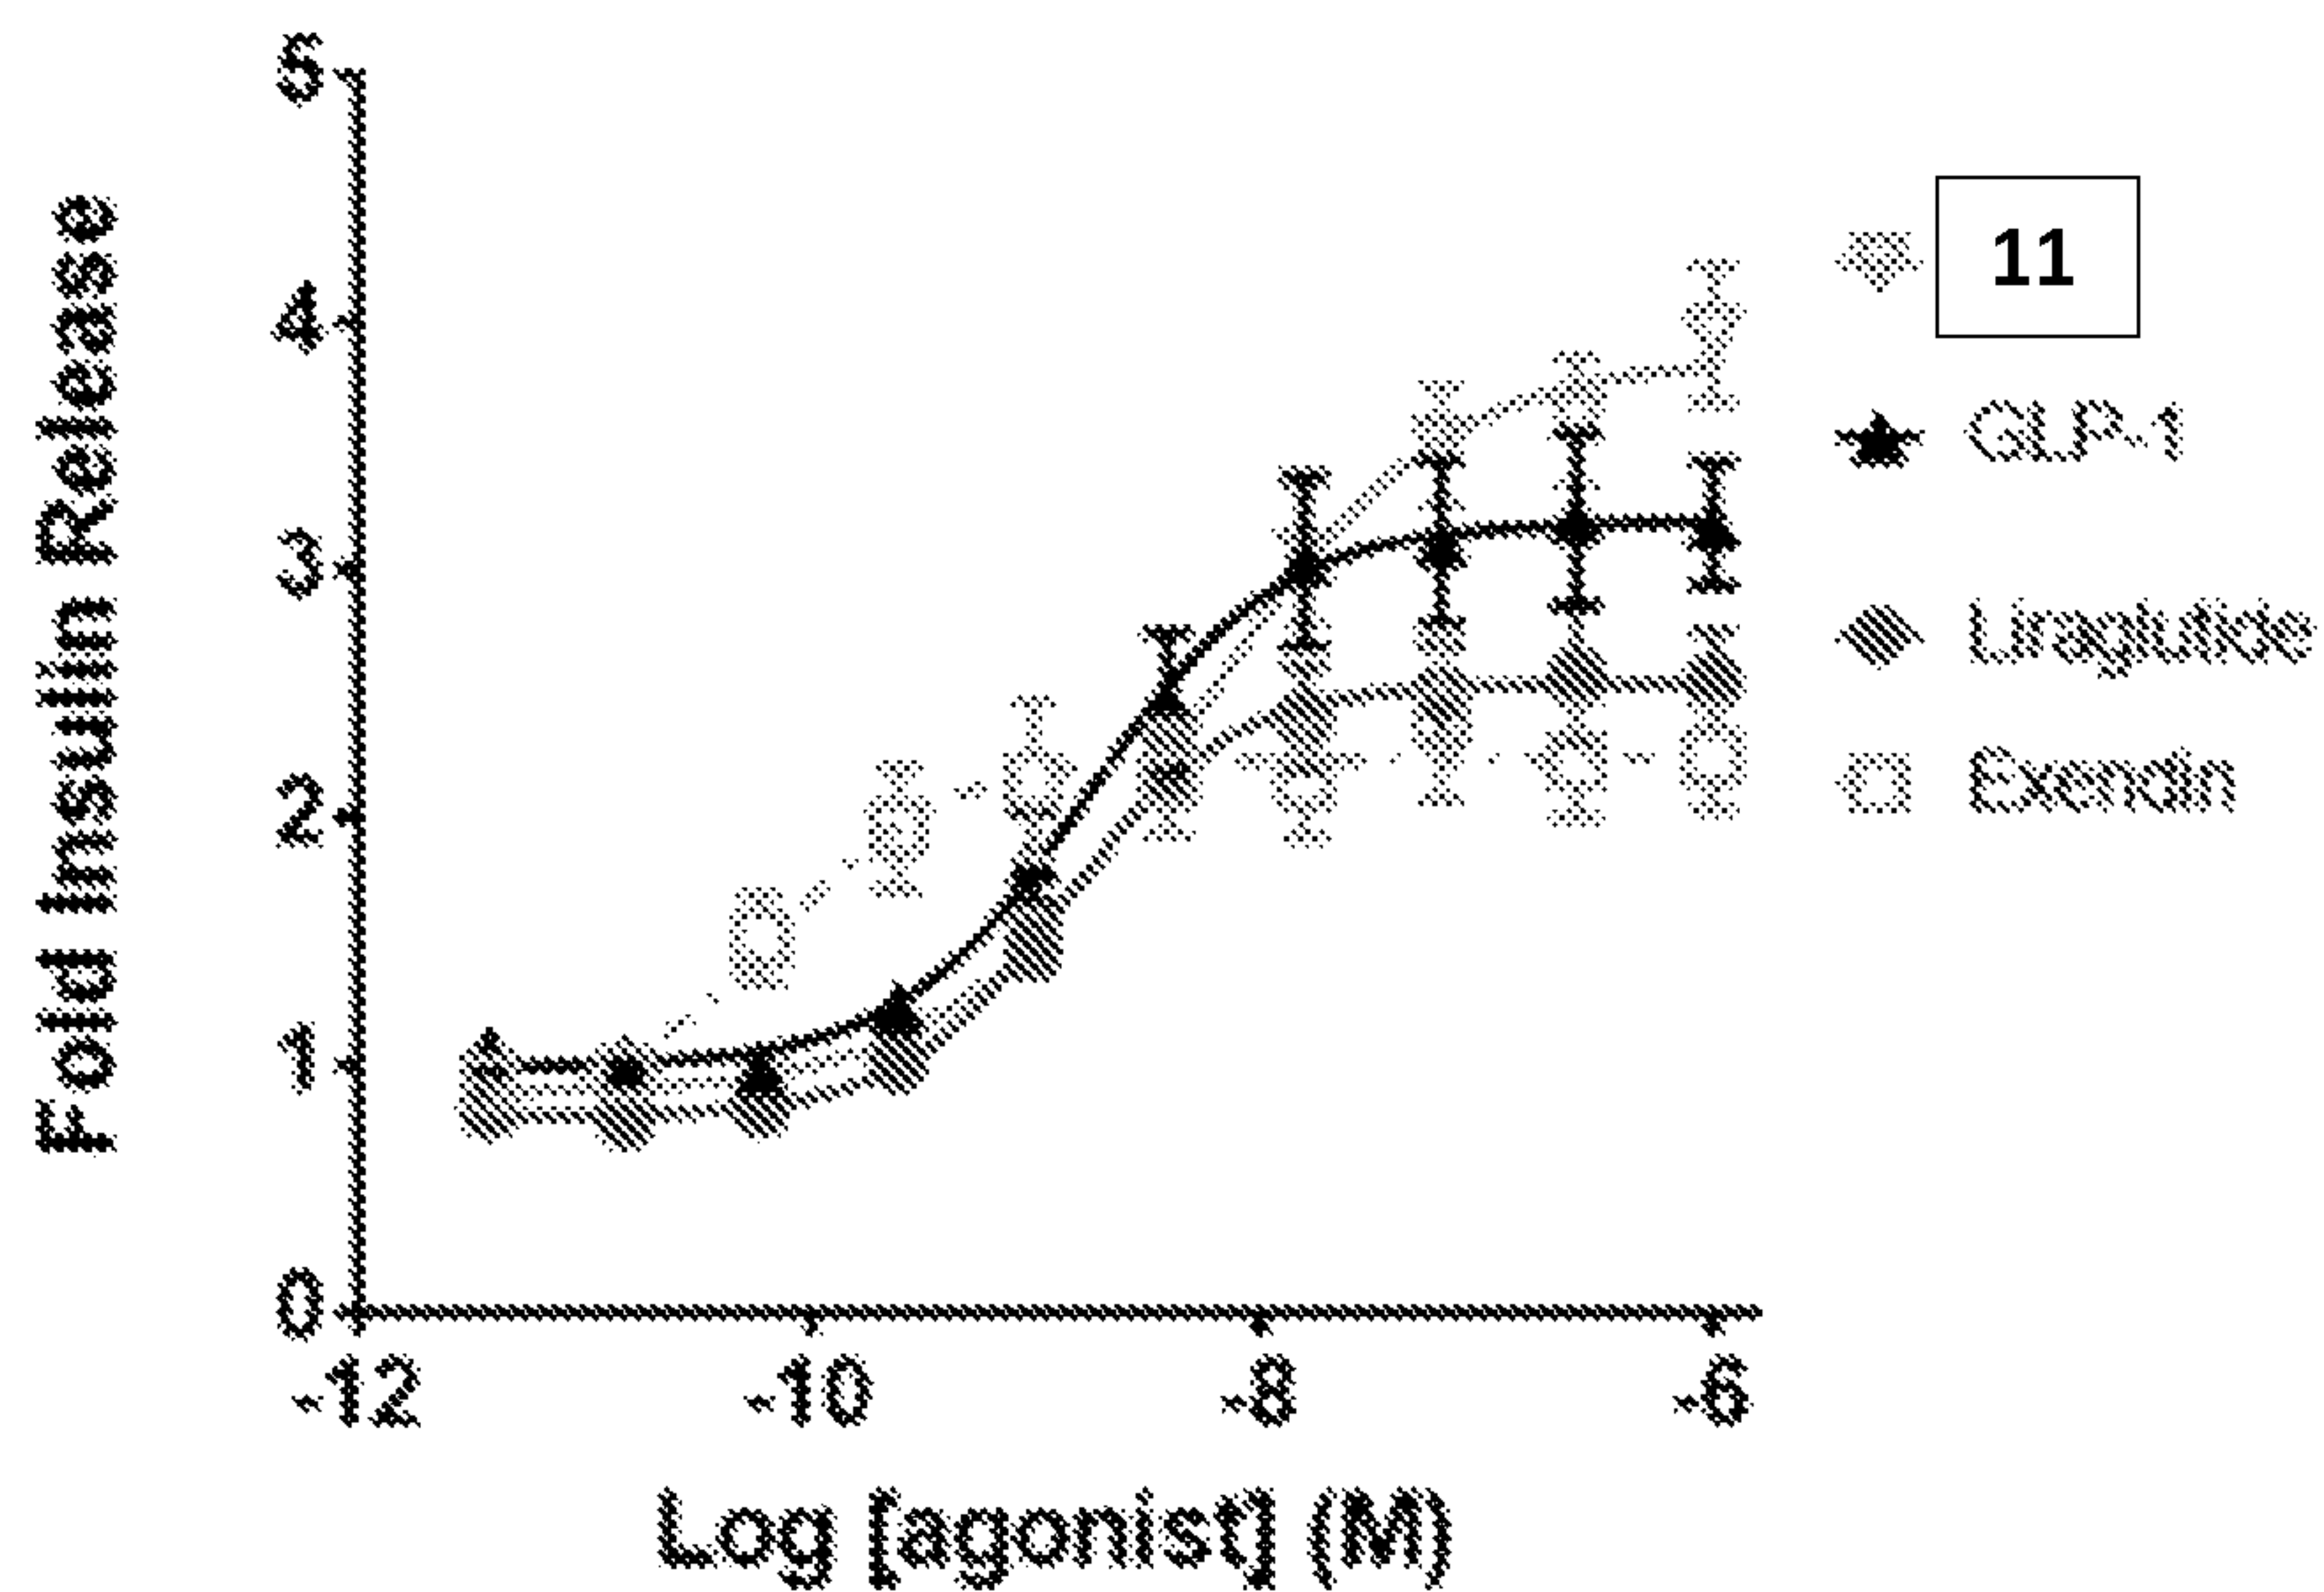 Fold Insulin Release
5
4
3
2
1
0
-12 -10 -8 -6
Log [agonist] (M)
11
GLP-1
Liraglutide
Exendin